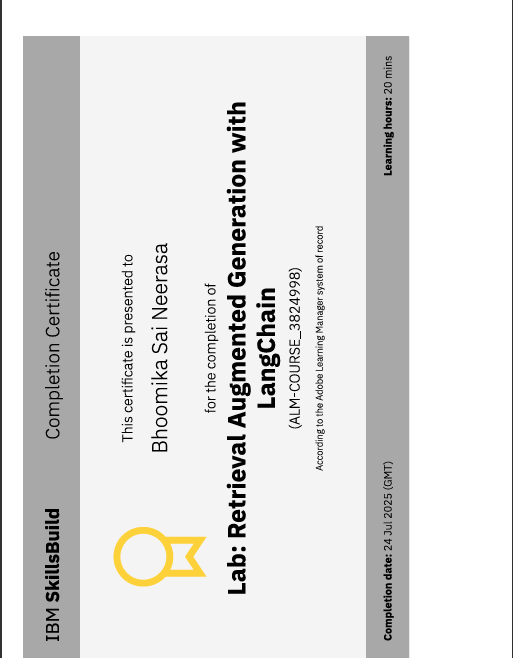 IBM SkillsBuild
Completion Certificate
This certificate is presented to
Bhoomika Sai Neerasa
for the completion of
Lab: Retrieval Augmented Generation with
LangChain
(ALM-COURSE_3824998)
According to the Adobe Learning Manager system of record
Completion date: 24 Jul 2025 (GMT)
Learning hours: 20 mins